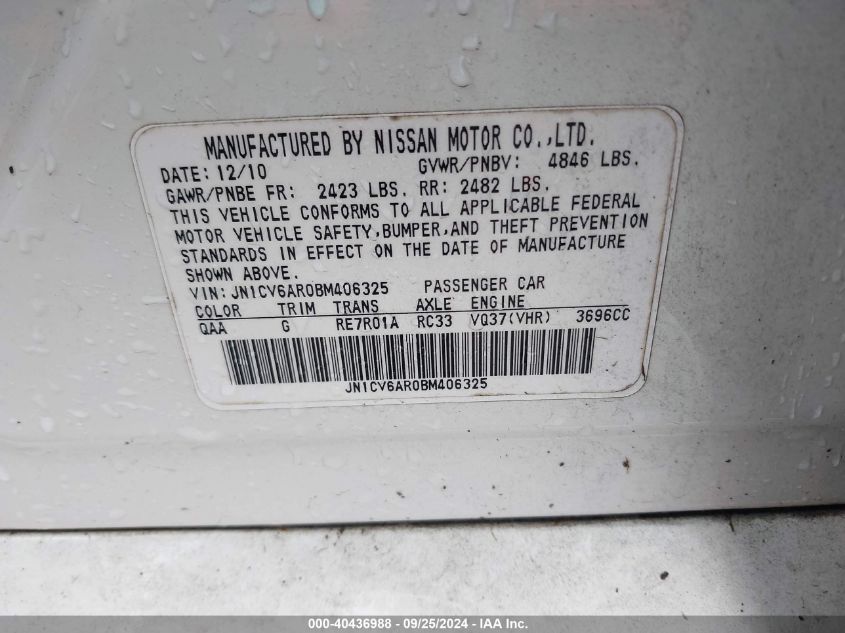 MANUFACTURED BY NISSAN MOTOR CO.,LTD.
DATE: 12/10 GVWR/PNBV: 4846 LBS.
GAWR/PNBE FR: 2423 LBS. RR: 2482 LBS.
THIS VEHICLE CONFORMS TO ALL APPLICABLE FEDERAL
MOTOR VEHICLE SAFETY,BUMPER,AND THEFT PREVENTION
STANDARDS IN EFFECT ON THE DATE OF MANUFACTURE
SHOWN ABOVE.
VIN: JN1CV6AR0BM406325 PASSENGER CAR
COLOR TRIM TRANS AXLE ENGINE
QAA G RE7R01A RC33 VQ37(VHR) 3696CC
JN1CV6AR0BM406325
000-40436988 - 09/25/2024 - IAA Inc.